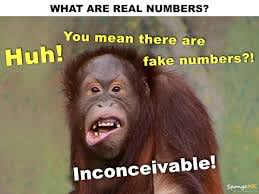 WHAT ARE REAL NUMBERS?
You mean there are
Huh!
fake numbers?!
Inconceivable!